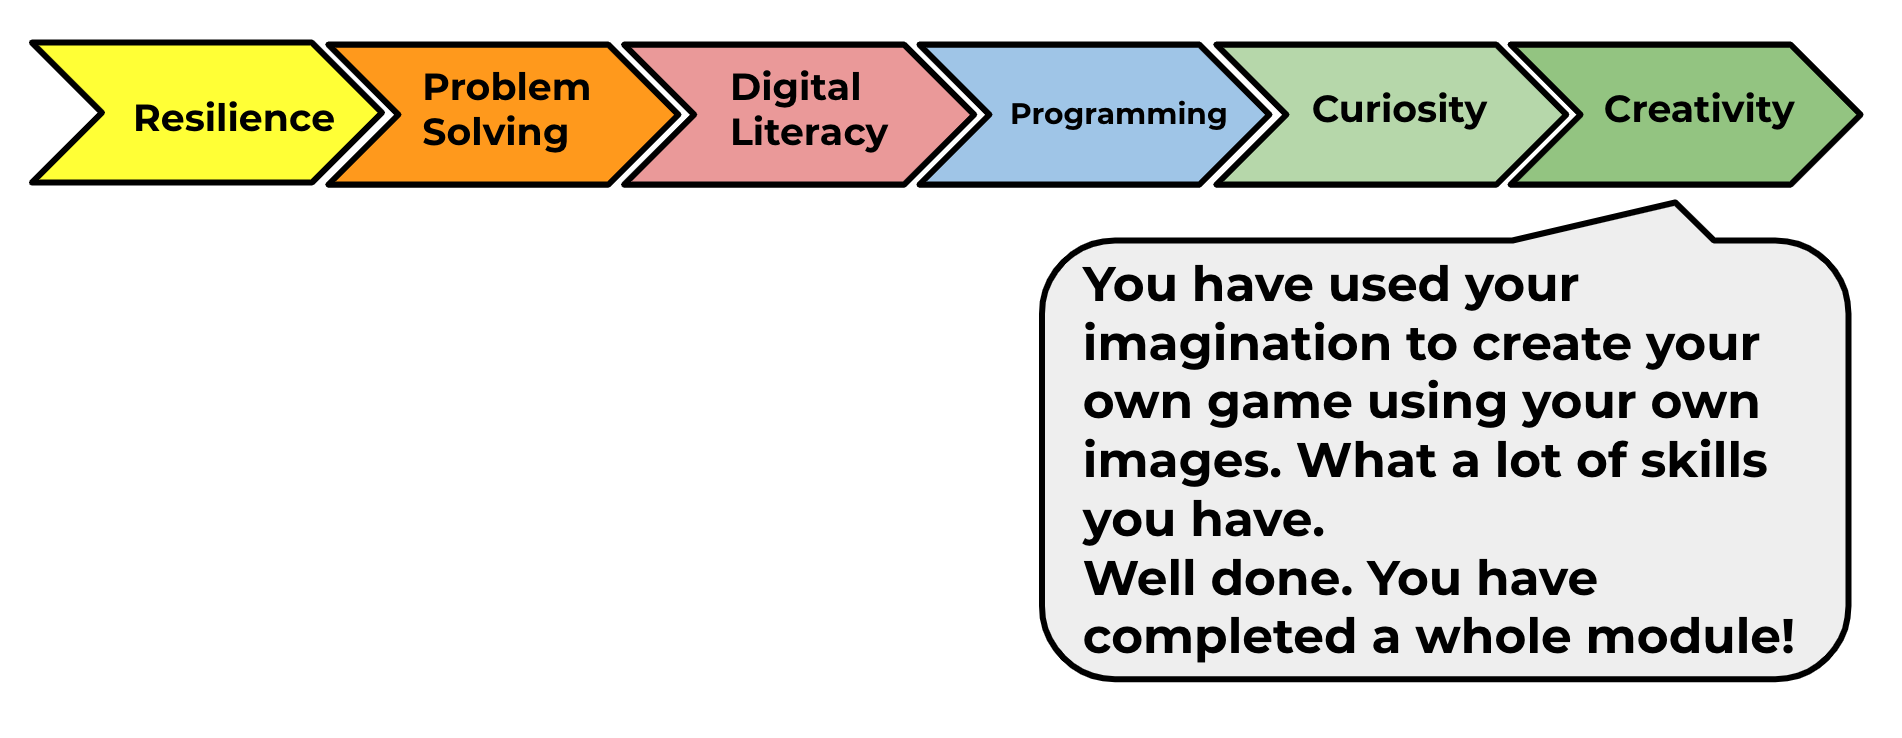 Resilience
Problem
Solving
Digital
Literacy
Programming
Curiosity
Creativity
You have used your
imagination to create your
own game using your own
images. What a lot of skills
you have.
Well done. You have
completed a whole module!